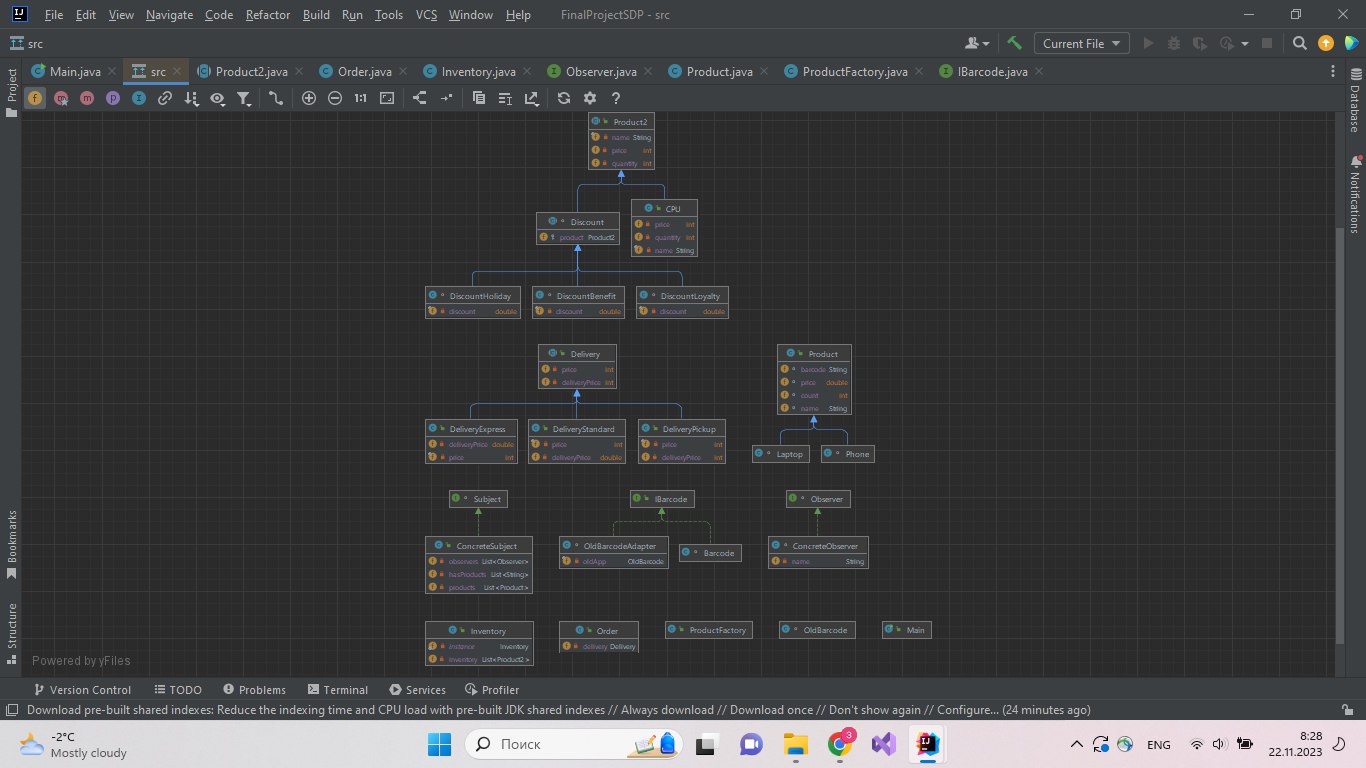 File Edit View Navigate Code Refactor Build Run Tools VCS Window Help FinalProjectSDP - src
src Current File
Main.java src Product2.java Order.java Inventory.java Observer.java Product.java ProductFactory.java IBarcode.java
1:1
Project
Bookmarks
Structure
Database
Notifications
Product2
name String
price int
quantity int
Discount
product Product2
CPU
price int
quantity int
name String
DiscountHoliday
discount double
DiscountBenefit
discount double
DiscountLoyalty
discount double
Delivery
price int
deliveryPrice int
Product
barcode String
price double
count int
name String
DeliveryExpress
deliveryPrice double
price int
DeliveryStandard
price int
deliveryPrice double
DeliveryPickup
price int
deliveryPrice int
Laptop
Phone
Subject
IBarcode
Observer
ConcreteSubject
observers List<Observer>
hasProducts List<String>
products List<Product>
OldBarcodeAdapter
oldApp OldBarcode
Barcode
ConcreteObserver
name String
Inventory
instance Inventory
inventory List<Product2>
Order
delivery Delivery
ProductFactory
OldBarcode
Main
Powered by yFiles
Version Control TODO Problems Terminal Services Profiler
Download pre-built shared indexes: Reduce the indexing time and CPU load with pre-built JDK shared indexes // Always download // Download once // Don't show again // Configure... (24 minutes ago)
-2°C
Mostly cloudy
Поиск
3
ENG
8:28
22.11.2023